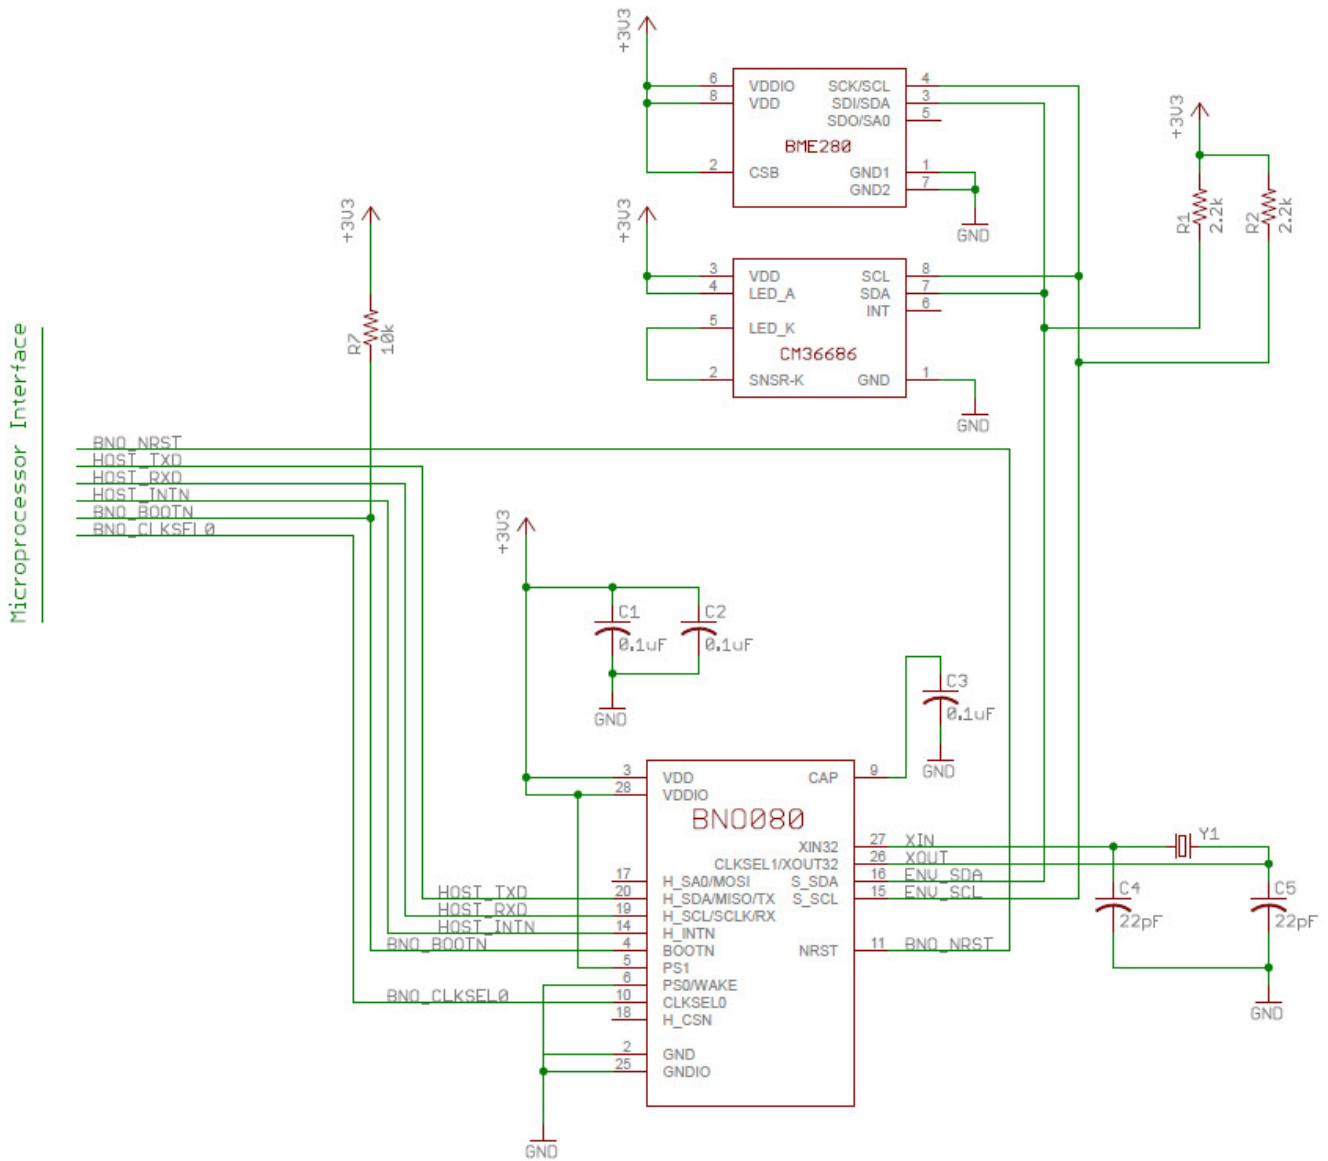 +3V3
6 VDDIO SCK/SCL 4
8 VDD SDI/SDA 3
SDO/SA0 5
BME280
2 CSB GND1 1
GND2 7
GND
+3V3
R1 2.2k
R2 2.2k
+3V3
3 VDD SCL 8
4 LED_A SDA 7
INT 6
5 LED_K
CM36686
2 SNSR-K GND 1
GND
+3V3
R7 10k
Microprocessor Interface
BNO_NRST
HOST_TXD
HOST_RXD
HOST_INTN
BNO_BOOTN
BNO_CLKSEL0
+3V3
C1 0.1uF
C2 0.1uF
GND
C3
0.1uF
GND
3 VDD CAP 9
28 VDDIO
BNO080
XIN32 27 XIN
CLKSEL1/XOUT32 26 XOUT
17 H_SA0/MOSI S_SDA 16 ENV_SDA
HOST_TXD 20 H_SDA/MISO/TX S_SCL 15 ENV_SCL
HOST_RXD 19 H_SCL/SCLK/RX
HOST_INTN 14 H_INTN
BNO_BOOTN 4 BOOTN NRST 11 BNO_NRST
5 PS1
6 PS0/WAKE
BNO_CLKSEL0 10 CLKSEL0
18 H_CSN
2 GND
25 GNDIO
GND
Y1
C4
22pF
C5
22pF
GND